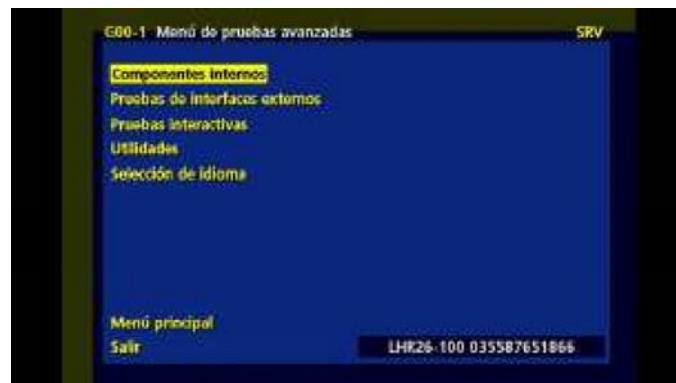 G00-1 Menú de pruebas avanzadas SRV
Componentes internos
Pruebas de interfaces externos
Pruebas interactivas
Utilidades
Selección de idioma
Menú principal
Salir LHR26-100 035587651866